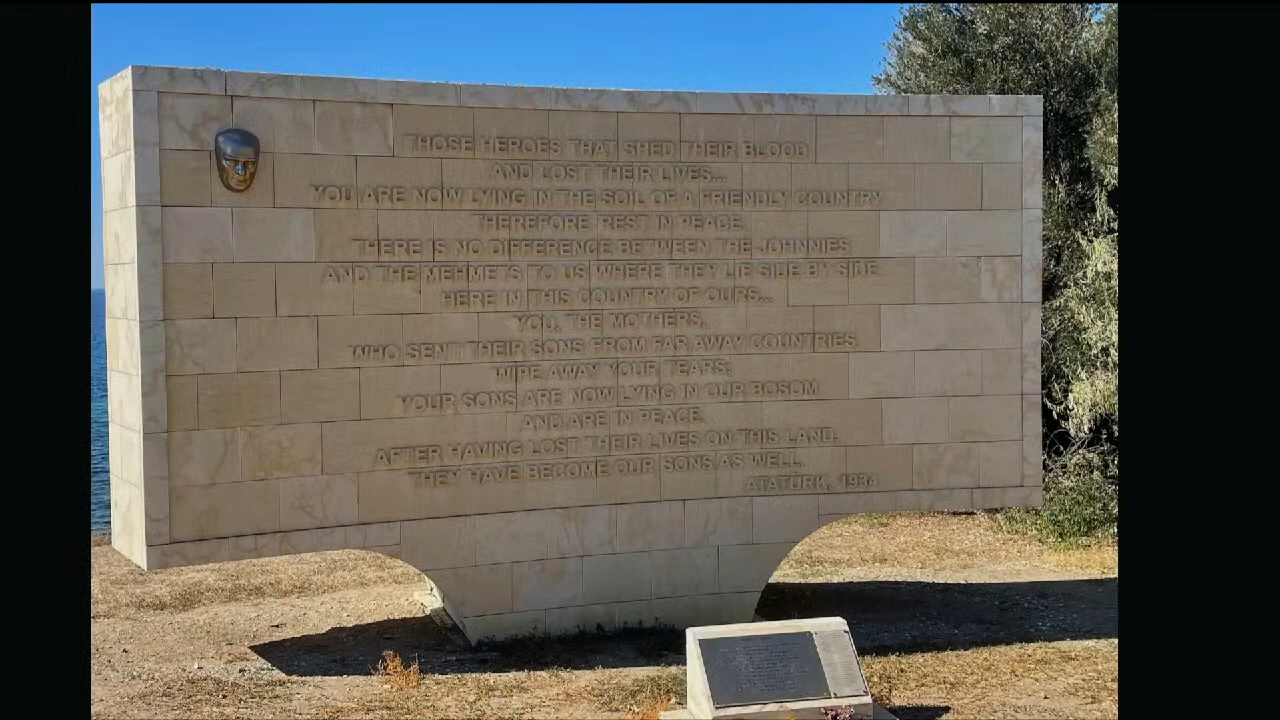 THOSE HEROES THAT SHED THEIR BLOOD
AND LOST THEIR LIVES...
YOU ARE NOW LYING IN THE SOIL OF A FRIENDLY COUNTRY
THEREFORE REST IN PEACE.
THERE IS NO DIFFERENCE BETWEEN THE JOHNNIES
AND THE MEHMETS TO US WHERE THEY LIE SIDE BY SIDE
HERE IN THIS COUNTRY OF OURS...
YOU, THE MOTHERS,
WHO SENT THEIR SONS FROM FAR AWAY COUNTRIES
WIPE AWAY YOUR TEARS;
YOUR SONS ARE NOW LYING IN OUR BOSOM
AND ARE IN PEACE.
AFTER HAVING LOST THEIR LIVES ON THIS LAND.
THEY HAVE BECOME OUR SONS AS WELL.
ATATÜRK, 1934